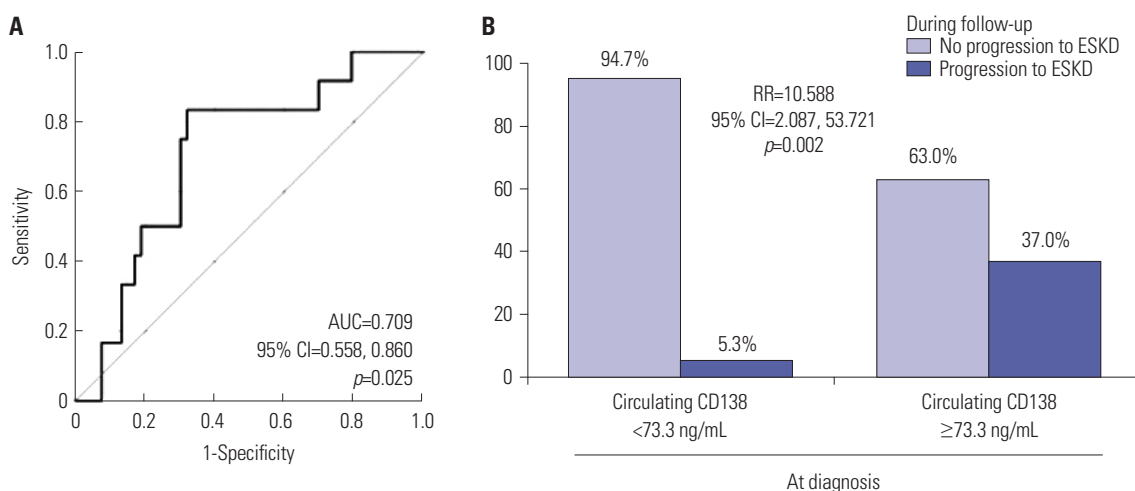 A
1.0
0.8
0.6
0.4
0.2
0
Sensitivity
0 0.2 0.4 0.6 0.8 1.0
1-Specificity
AUC=0.709
95% CI=0.558, 0.860
p=0.025
B
During follow-up
No progression to ESKD
Progression to ESKD
100
80
60
40
20
0
94.7%
5.3%
RR=10.588
95% CI=2.087, 53.721
p=0.002
63.0%
37.0%
Circulating CD138
<73.3 ng/mL
Circulating CD138
≥73.3 ng/mL
At diagnosis